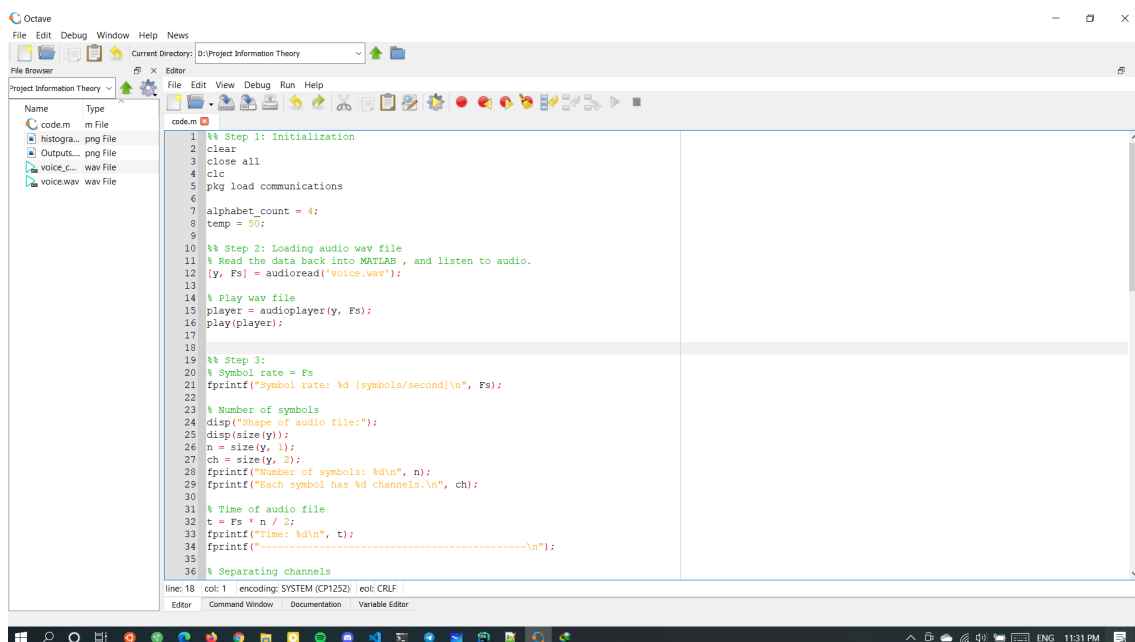 Octave
File Edit Debug Window Help News
Current Directory: D:\Project Information Theory
File Browser
Editor
Project Information Theory
File Edit View Debug Run Help
Name Type
code.m m File
histogra... png File
Outputs.... png File
voice_c... wav File
voice.wav wav File
code.m
1 %% Step 1: Initialization
2 clear
3 close all
4 clc
5 pkg load communications
6
7 alphabet_count = 4;
8 temp = 50;
9
10 %% Step 2: Loading audio wav file
11 % Read the data back into MATLAB , and listen to audio.
12 [y, Fs] = audioread('voice.wav');
13
14 % Play wav file
15 player = audioplayer(y, Fs);
16 play(player);
17
18
19 %% Step 3:
20 % Symbol rate = Fs
21 fprintf("Symbol rate: %d [symbols/second]\n", Fs);
22
23 % Number of symbols
24 disp("Shape of audio file:");
25 disp(size(y));
26 n = size(y, 1);
27 ch = size(y, 2);
28 fprintf("Number of symbols: %d\n", n);
29 fprintf("Each symbol has %d channels.\n", ch);
30
31 % Time of audio file
32 t = Fs * n / 2;
33 fprintf("Time: %d\n", t);
34 fprintf("---------------------------------------------\n");
35
36 % Separating channels
line: 18 col: 1 encoding: SYSTEM (CP1252) eol: CRLF
Editor Command Window Documentation Variable Editor
ENG 11:31 PM